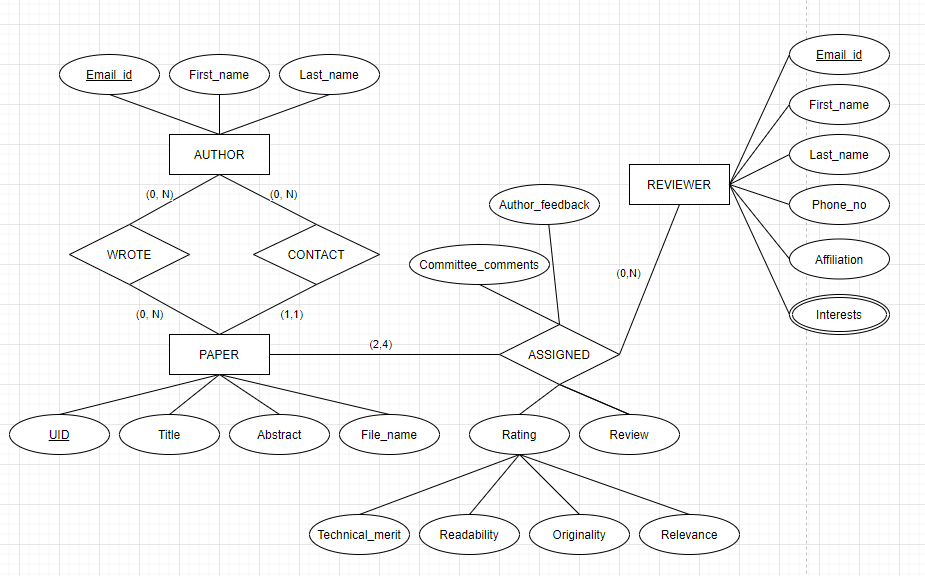 Email_id
First_name
Last_name
AUTHOR
(0, N)
(0, N)
WROTE
CONTACT
(0, N)
(1,1)
PAPER
(2,4)
UID
Title
Abstract
File_name
Email_id
First_name
Last_name
REVIEWER
Phone_no
Affiliation
Interests
(0,N)
Author_feedback
Committee_comments
ASSIGNED
Rating
Review
Technical_merit
Readability
Originality
Relevance